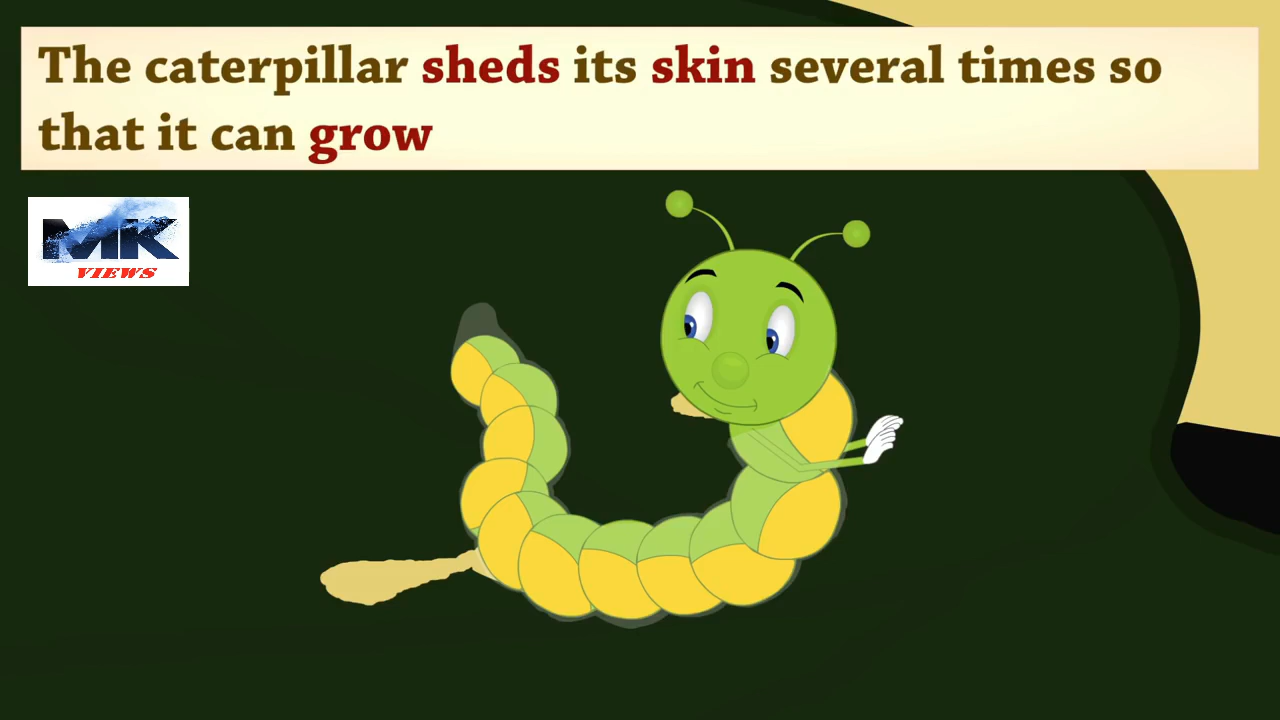 The caterpillar sheds its skin several times so
that it can grow
MK
VIEWS